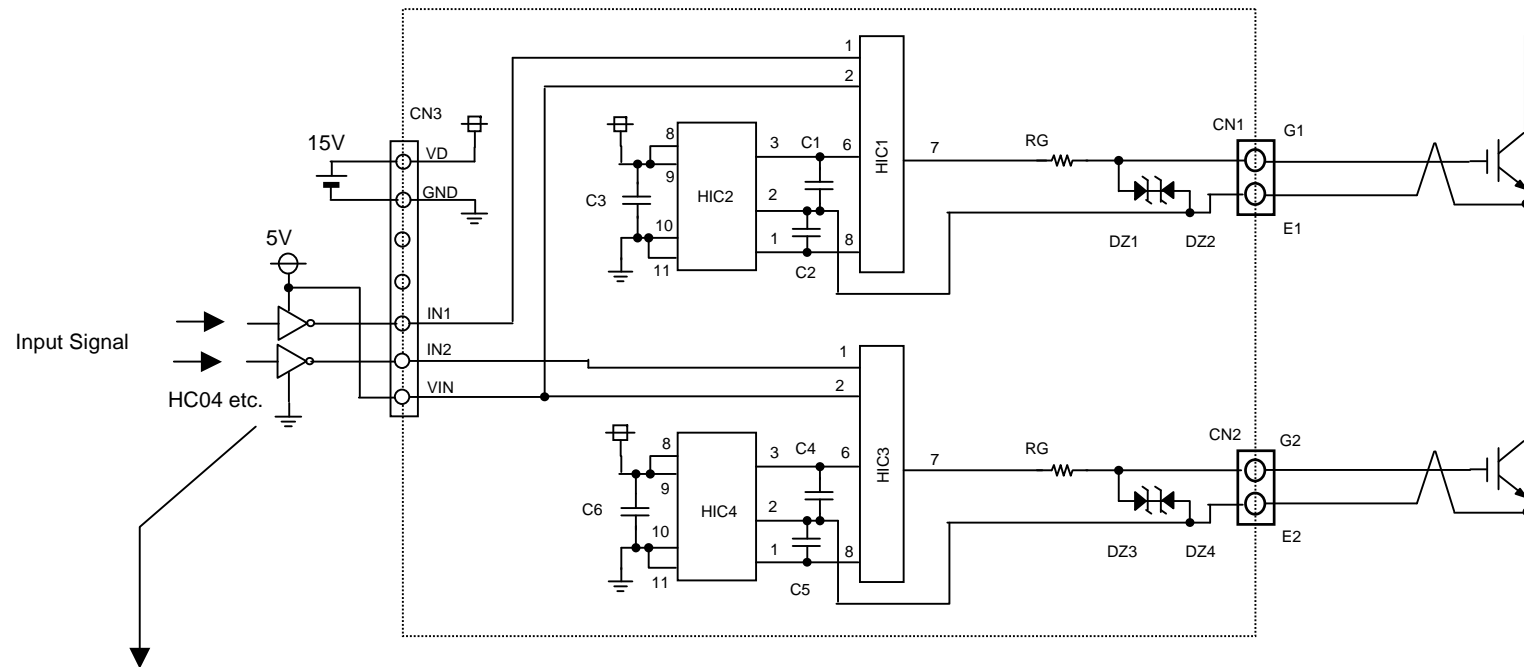 CN3
15V
VD
GND
5V
IN1
IN2
VIN
Input Signal
HC04 etc.
1
2
HIC1
8
9
10
11
C3
HIC2
3
2
1
C1
C2
6
8
7
RG
DZ1
DZ2
CN1
G1
E1
1
2
HIC3
8
9
10
11
C6
HIC4
3
2
1
C4
C5
6
8
7
RG
DZ3
DZ4
CN2
G2
E2